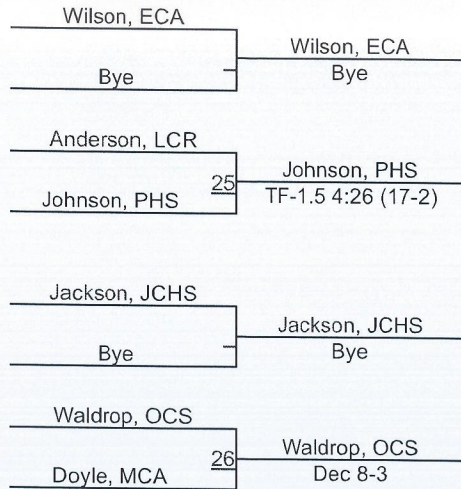 Wilson, ECA
Wilson, ECA
Bye
Bye
Anderson, LCR
25
Johnson, PHS
Johnson, PHS
TF-1.5 4:26 (17-2)
Jackson, JCHS
Jackson, JCHS
Bye
Bye
Waldrop, OCS
26
Waldrop, OCS
Doyle, MCA
Dec 8-3